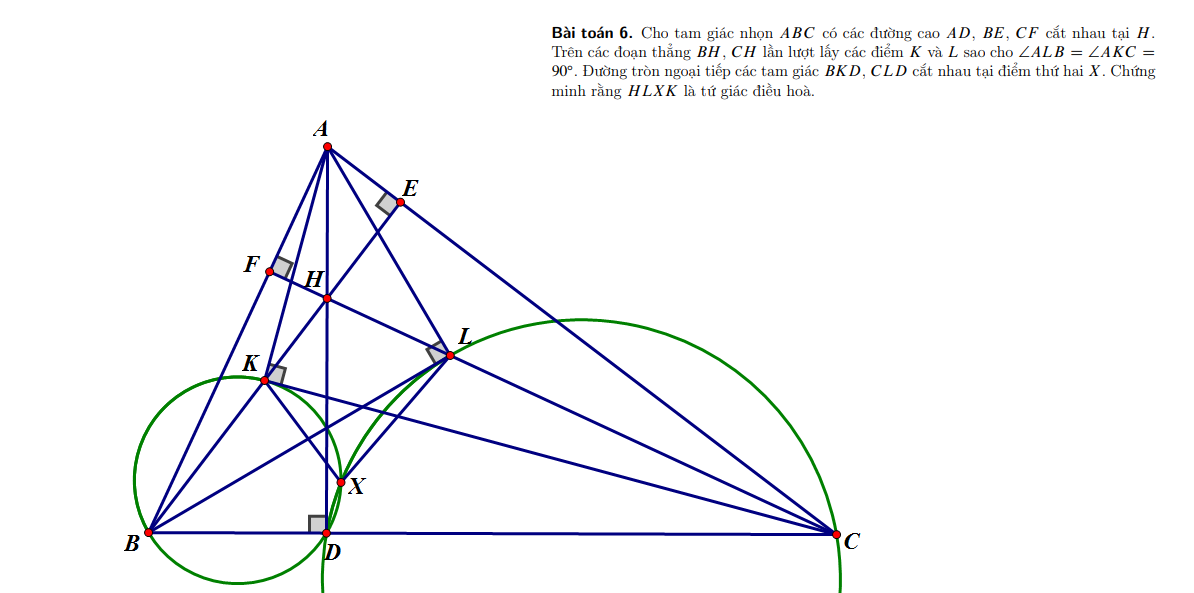 Bài toán 6. Cho tam giác nhọn ABC có các đường cao AD, BE, CF cắt nhau tại H.
Trên các đoạn thẳng BH, CH lần lượt lấy các điểm K và L sao cho ∠ALB = ∠AKC =
90°. Đường tròn ngoại tiếp các tam giác BKD, CLD cắt nhau tại điểm thứ hai X. Chứng
minh rằng HLXK là tứ giác điều hoà.
A
E
F
H
L
K
X
B
D
C